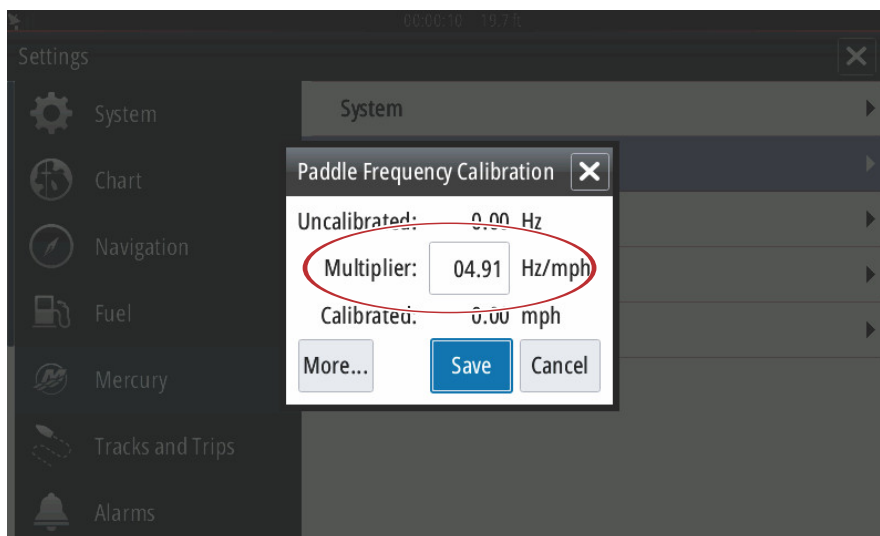 00:00:10 19.7 ft
Settings
System
System
Chart
Navigation
Fuel
Mercury
Tracks and Trips
Alarms
Paddle Frequency Calibration
Uncalibrated: 0.00 Hz
Multiplier: 04.91 Hz/mph
Calibrated: 0.00 mph
More... Save Cancel